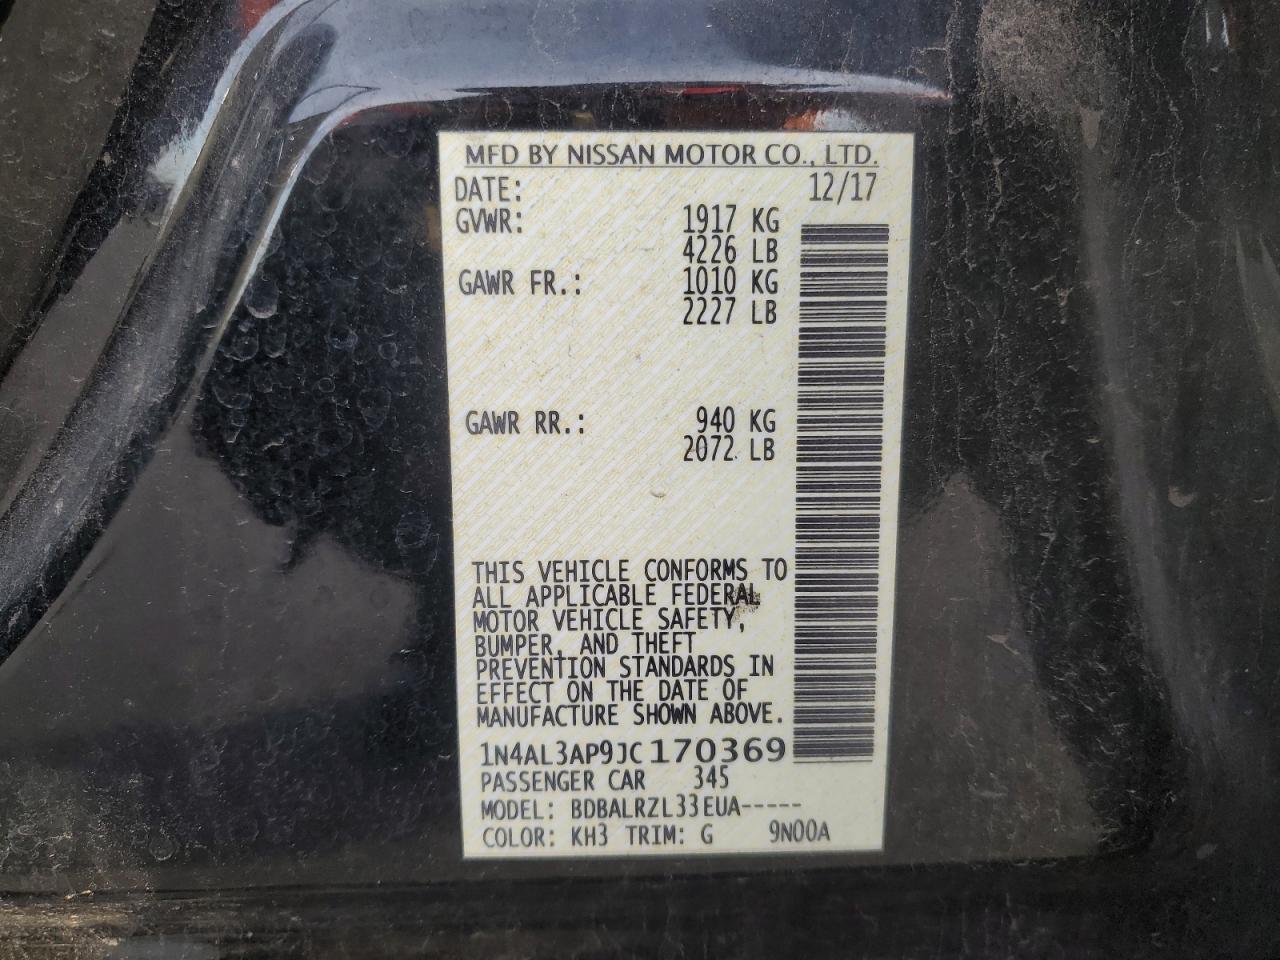 MFD BY NISSAN MOTOR CO., LTD.
DATE: 12/17
GVWR: 1917 KG
4226 LB
GAWR FR.: 1010 KG
2227 LB
GAWR RR.: 940 KG
2072 LB
THIS VEHICLE CONFORMS TO
ALL APPLICABLE FEDERAL
MOTOR VEHICLE SAFETY,
BUMPER, AND THEFT
PREVENTION STANDARDS IN
EFFECT ON THE DATE OF
MANUFACTURE SHOWN ABOVE.
1N4AL3AP9JC170369
PASSENGER CAR 345
MODEL: BDBALRZL33EUA-----
COLOR: KH3 TRIM: G 9N00A